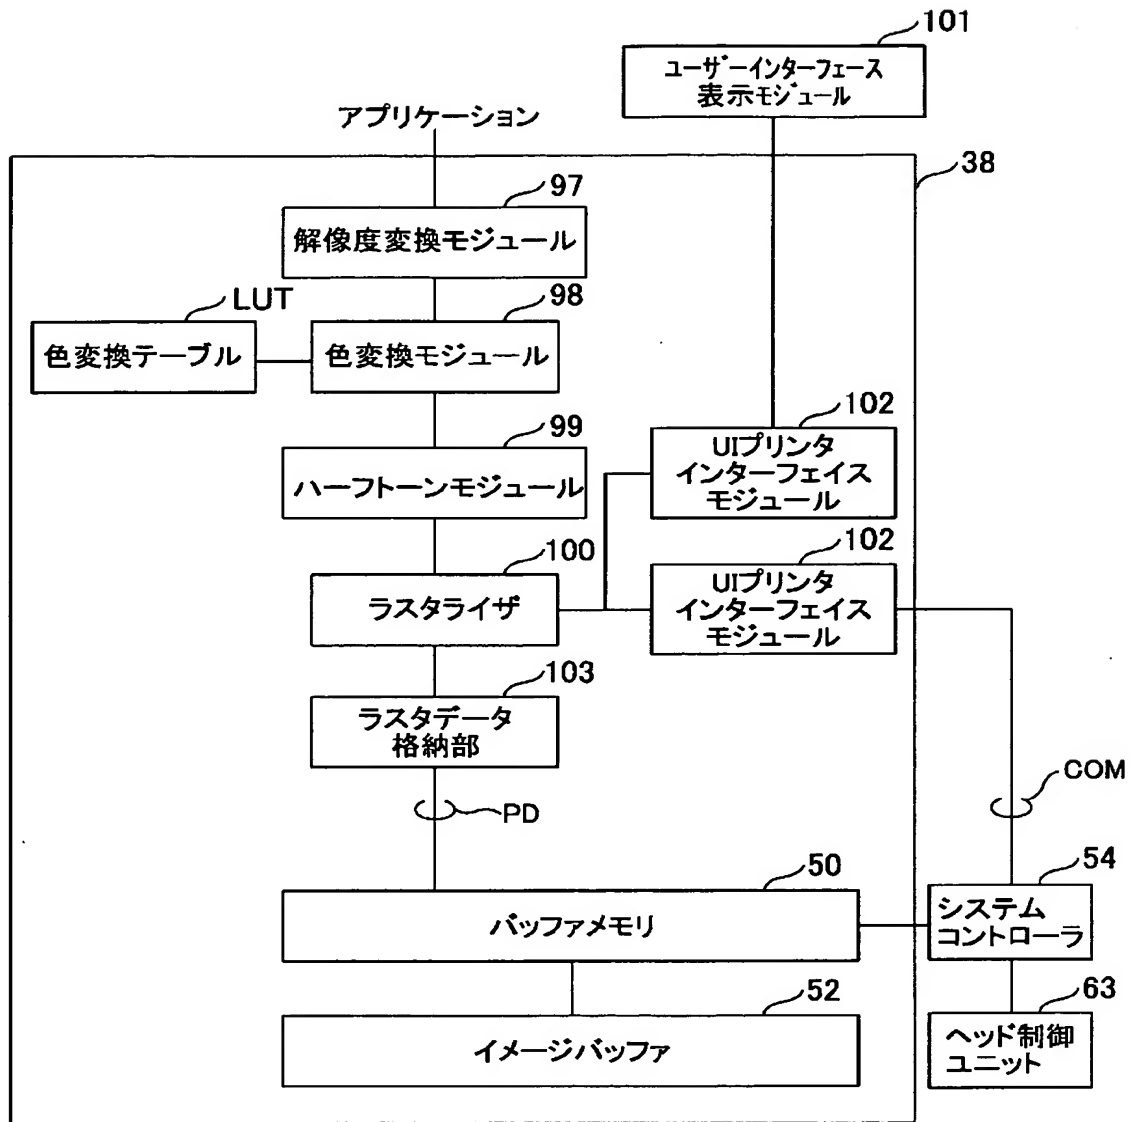 101
ユーザーインターフェース
表示モジュール
アプリケーション
38
97
解像度変換モジュール
LUT
98
色変換テーブル
色変換モジュール
99
ハーフトーンモジュール
102
UIプリンタ
インターフェイス
モジュール
100
ラスタライザ
102
UIプリンタ
インターフェイス
モジュール
103
ラスタデータ
格納部
PD
COM
50
バッファメモリ
54
システム
コントローラ
52
イメージバッファ
63
ヘッド制御
ユニット